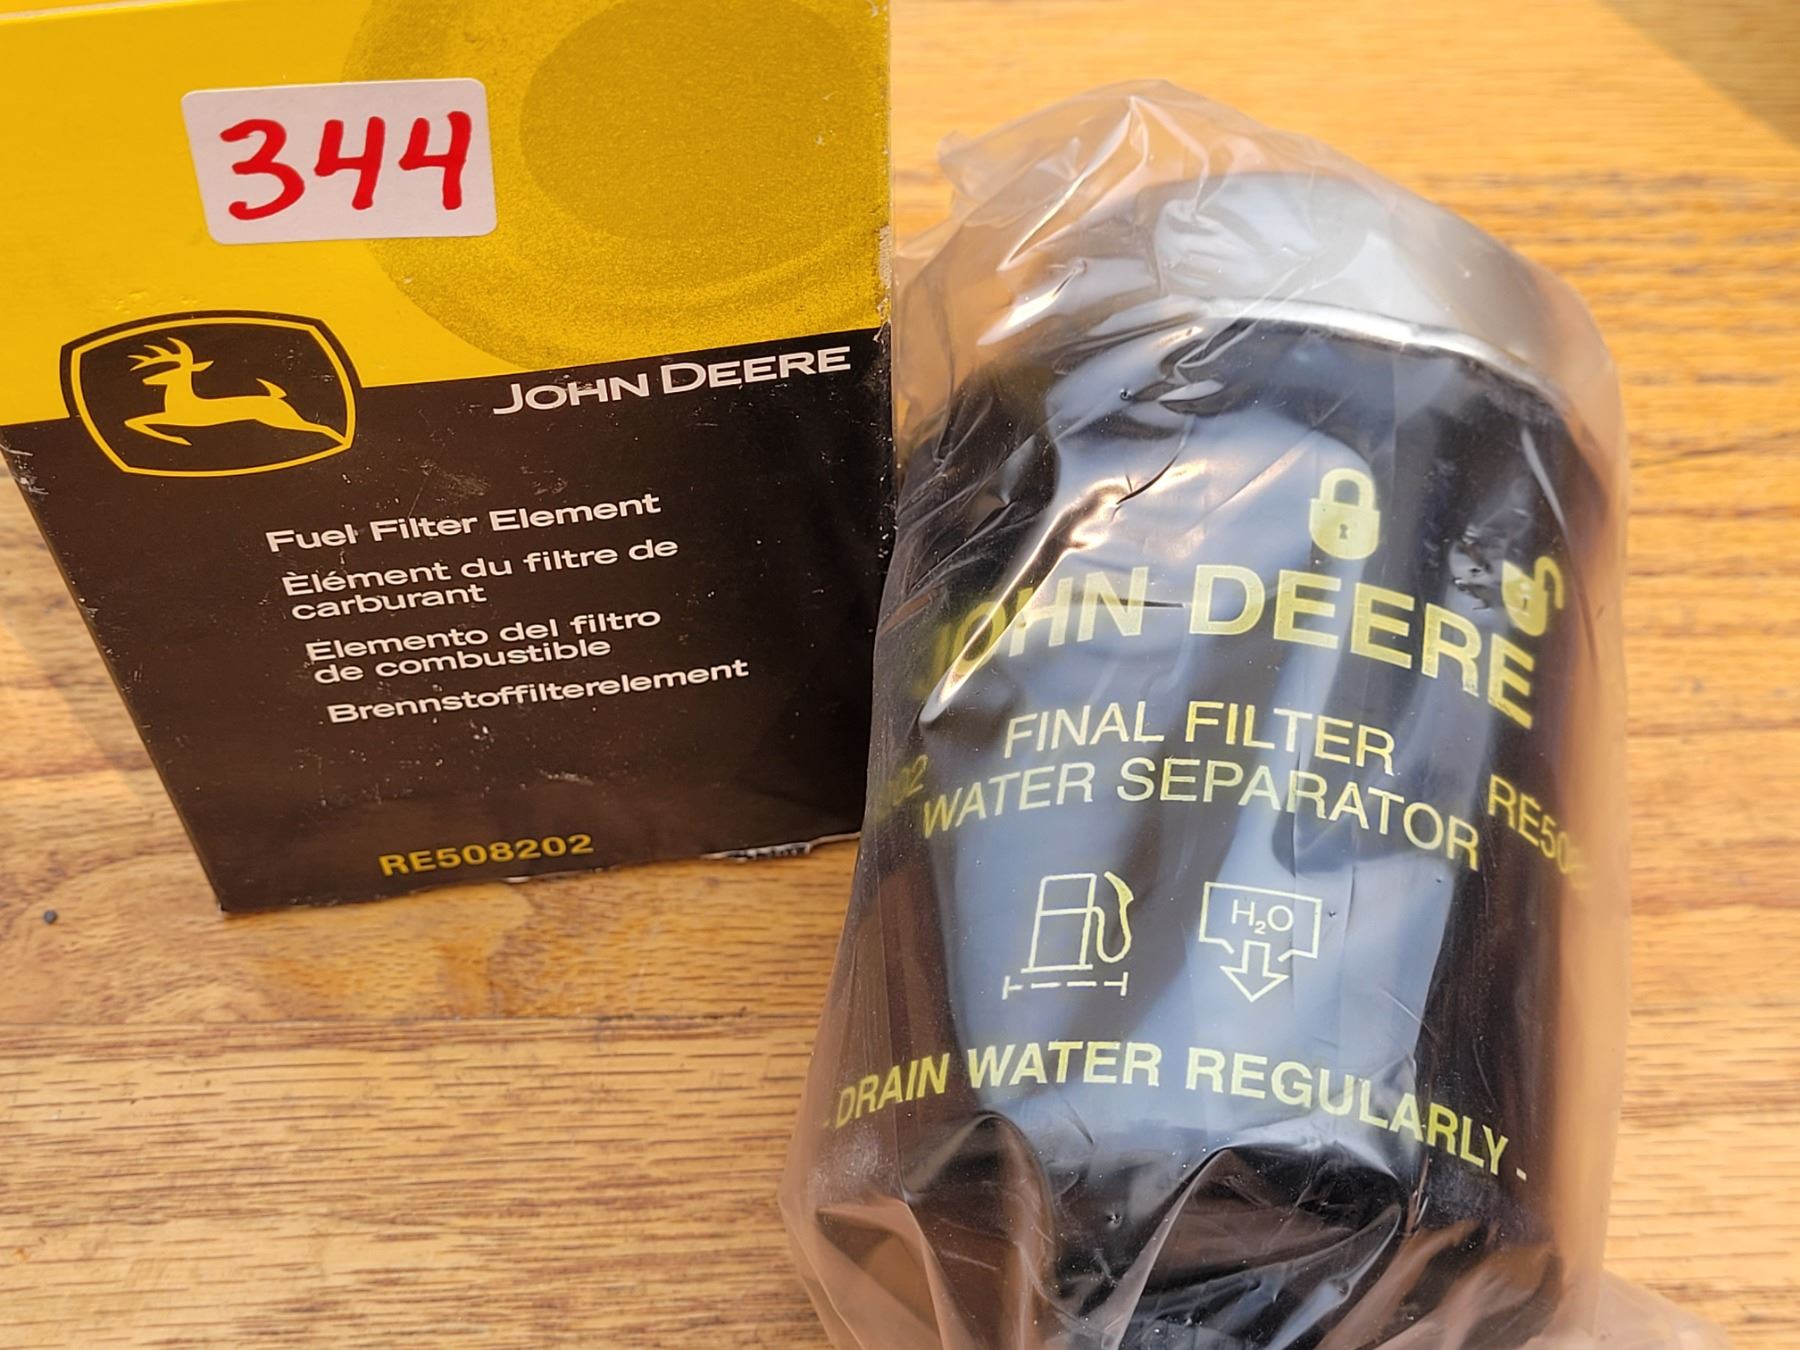 344
JOHN DEERE
Fuel Filter Element
Élément du filtre de
carburant
Elemento del filtro
de combustible
Brennstoffilterelement
RE508202
JOHN DEERE
FINAL FILTER
WATER SEPARATOR
H₂O
- DRAIN WATER REGULARLY -